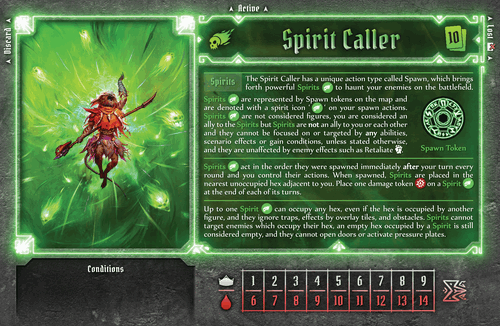 Active
Discard
Lost
Spirit Caller
10
Spirits
The Spirit Caller has a unique action type called Spawn, which brings
forth powerful Spirits to haunt your enemies on the battlefield.
Spirits are represented by Spawn tokens on the map and
are denoted with a spirit icon ' ' on your spawn actions.
Spirits are not considered figures, you are considered an
ally to the Spirits but Spirits are not an ally to you or each other
and they cannot be focused on or targeted by any abilities,
scenario effects or gain conditions, unless stated otherwise,
and they are unaffected by enemy effects such as Retaliate.
Spawn Token
Spirits act in the order they were spawned immediately after your turn every
round and you control their actions. When spawned, Spirits are placed in the
nearest unoccupied hex adjacent to you. Place one damage token on a Spirit
at the end of each of its turns.
Up to one Spirit can occupy any hex, even if the hex is occupied by another
figure, and they ignore traps, effects by overlay tiles, and obstacles. Spirits cannot
target enemies which occupy their hex, an empty hex occupied by a Spirit is still
considered empty, and they cannot open doors or activate pressure plates.
Conditions
1 2 3 4 5 6 7 8 9
6 7 8 9 10 11 12 13 14